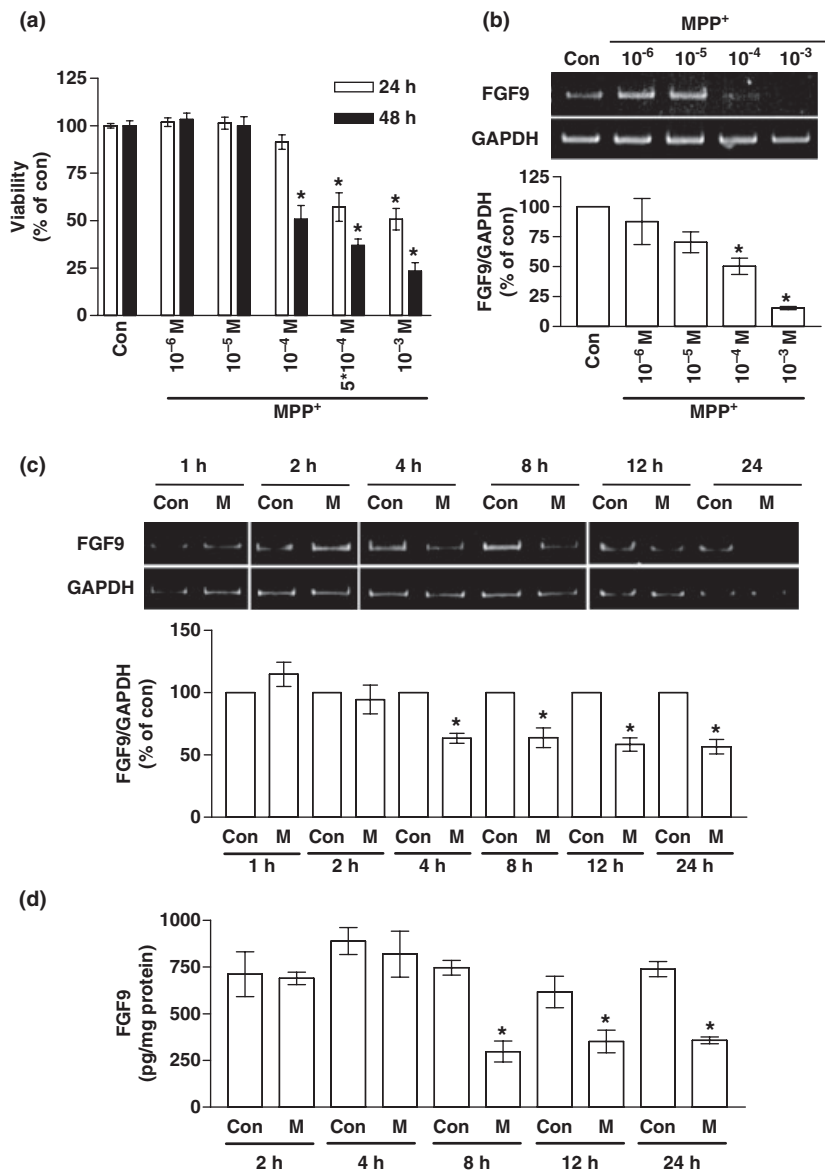 (a)
125
100
75
50
25
0
Viability
(% of con)
24 h
48 h
*
*
*
*
*
Con
10⁻⁶ M
10⁻⁵ M
10⁻⁴ M
5*10⁻⁴ M
10⁻³ M
MPP⁺
(b)
MPP⁺
Con 10⁻⁶ 10⁻⁵ 10⁻⁴ 10⁻³
FGF9
GAPDH
125
100
75
50
25
0
FGF9/GAPDH
(% of con)
*
*
Con
10⁻⁶ M
10⁻⁵ M
10⁻⁴ M
10⁻³ M
MPP⁺
(c)
1 h 2 h 4 h 8 h 12 h 24
Con M Con M Con M Con M Con M Con M
FGF9
GAPDH
150
100
50
0
FGF9/GAPDH
(% of con)
* * * *
Con M Con M Con M Con M Con M Con M
1 h 2 h 4 h 8 h 12 h 24 h
(d)
1000
750
500
250
0
FGF9
(pg/mg protein)
* * *
Con M Con M Con M Con M Con M
2 h 4 h 8 h 12 h 24 h